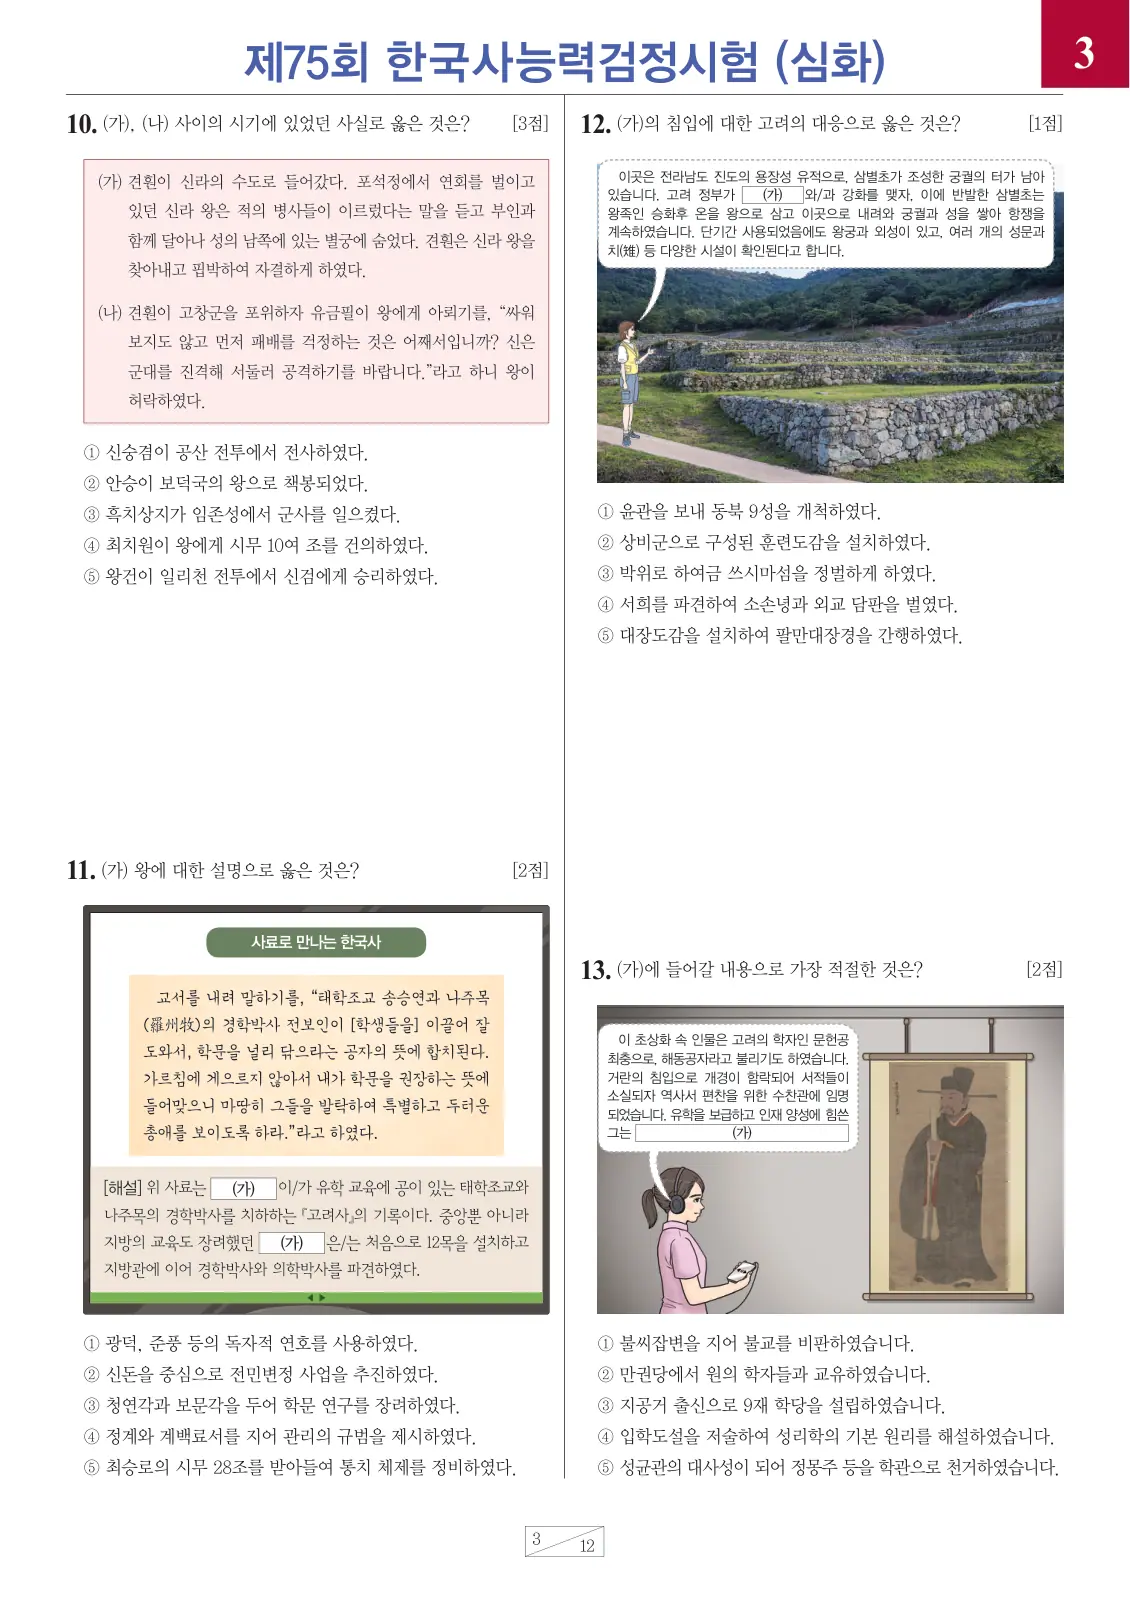 제75회 한국사능력검정시험 (심화)
3
10. (가), (나) 사이의 시기에 있었던 사실로 옳은 것은? [3점]
(가) 견훤이 신라의 수도로 들어갔다. 포석정에서 연회를 벌이고
있던 신라 왕은 적의 병사들이 이르렀다는 말을 듣고 부인과
함께 달아나 성의 남쪽에 있는 별궁에 숨었다. 견훤은 신라 왕을
찾아내고 핍박하여 자결하게 하였다.
(나) 견훤이 고창군을 포위하자 유금필이 왕에게 아뢰기를, “싸워
보지도 않고 먼저 패배를 걱정하는 것은 어째서입니까? 신은
군대를 진격해 서둘러 공격하기를 바랍니다.”라고 하니 왕이
허락하였다.
① 신숭겸이 공산 전투에서 전사하였다.
② 안승이 보덕국의 왕으로 책봉되었다.
③ 흑치상지가 임존성에서 군사를 일으켰다.
④ 최치원이 왕에게 시무 10여 조를 건의하였다.
⑤ 왕건이 일리천 전투에서 신검에게 승리하였다.
11. (가) 왕에 대한 설명으로 옳은 것은? [2점]
사료로 만나는 한국사
교서를 내려 말하기를, “태학조교 송승연과 나주목
(羅州牧)의 경학박사 전보인이 [학생들을] 이끌어 잘
도와서, 학문을 널리 닦으라는 공자의 뜻에 합치된다.
가르침에 게으르지 않아서 내가 학문을 권장하는 뜻에
들어맞으니 마땅히 그들을 발탁하여 특별하고 두터운
총애를 보이도록 하라.”라고 하였다.
[해설] 위 사료는 (가) 이/가 유학 교육에 공이 있는 태학조교와
나주목의 경학박사를 치하하는 『고려사』의 기록이다. 중앙뿐 아니라
지방의 교육도 장려했던 (가) 은/는 처음으로 12목을 설치하고
지방관에 이어 경학박사와 의학박사를 파견하였다.
① 광덕, 준풍 등의 독자적 연호를 사용하였다.
② 신돈을 중심으로 전민변정 사업을 추진하였다.
③ 청연각과 보문각을 두어 학문 연구를 장려하였다.
④ 정계와 계백료서를 지어 관리의 규범을 제시하였다.
⑤ 최승로의 시무 28조를 받아들여 통치 체제를 정비하였다.
12. (가)의 침입에 대한 고려의 대응으로 옳은 것은? [1점]
이곳은 전라남도 진도의 용장성 유적으로, 삼별초가 조성한 궁궐의 터가 남아
있습니다. 고려 정부가 (가) 와/과 강화를 맺자, 이에 반발한 삼별초는
왕족인 승화후 온을 왕으로 삼고 이곳으로 내려와 궁궐과 성을 쌓아 항쟁을
계속하였습니다. 단기간 사용되었음에도 왕궁과 외성이 있고, 여러 개의 성문과
치(雉) 등 다양한 시설이 확인된다고 합니다.
① 윤관을 보내 동북 9성을 개척하였다.
② 상비군으로 구성된 훈련도감을 설치하였다.
③ 박위로 하여금 쓰시마섬을 정벌하게 하였다.
④ 서희를 파견하여 소손녕과 외교 담판을 벌였다.
⑤ 대장도감을 설치하여 팔만대장경을 간행하였다.
13. (가)에 들어갈 내용으로 가장 적절한 것은? [2점]
이 초상화 속 인물은 고려의 학자인 문헌공
최충으로, 해동공자라고 불리기도 하였습니다.
거란의 침입으로 개경이 함락되어 서적들이
소실되자 역사서 편찬을 위한 수찬관에 임명
되었습니다. 유학을 보급하고 인재 양성에 힘쓴
그는 (가)
① 불씨잡변을 지어 불교를 비판하였습니다.
② 만권당에서 원의 학자들과 교유하였습니다.
③ 지공거 출신으로 9재 학당을 설립하였습니다.
④ 입학도설을 저술하여 성리학의 기본 원리를 해설하였습니다.
⑤ 성균관의 대사성이 되어 정몽주 등을 학관으로 천거하였습니다.
3
12